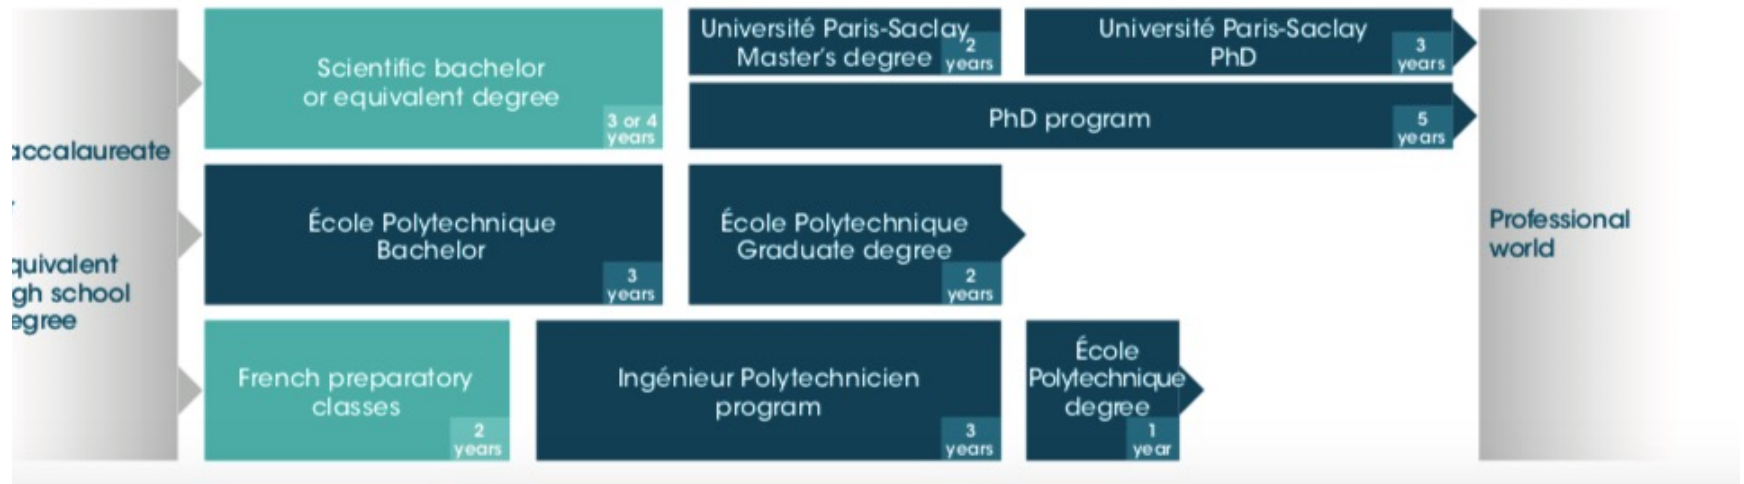 accalaureate
quivalent
gh school
egree
Scientific bachelor
or equivalent degree
3 or 4
years
Université Paris-Saclay
Master's degree
2
years
Université Paris-Saclay
PhD
3
years
PhD program
5
years
École Polytechnique
Bachelor
3
years
École Polytechnique
Graduate degree
2
years
French preparatory
classes
2
years
Ingénieur Polytechnicien
program
3
years
École
Polytechnique
degree
1
year
Professional
world